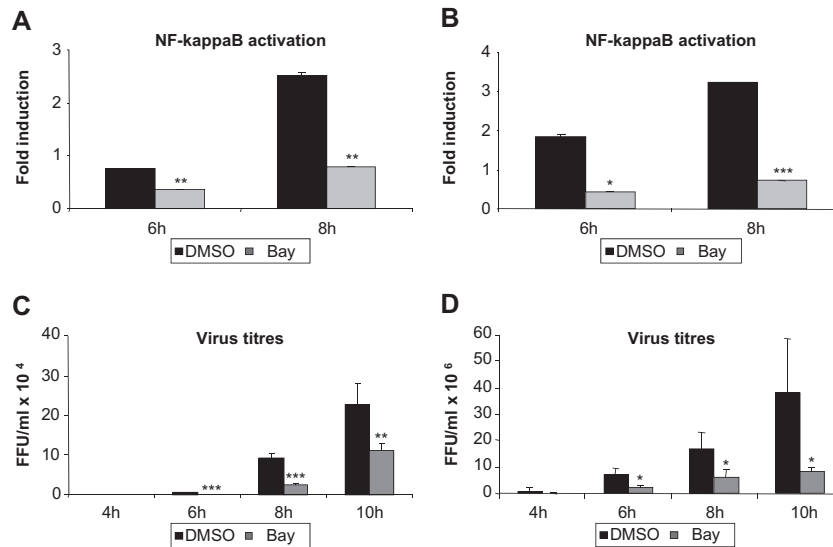 A
NF-kappaB activation
Fold induction
3
2
1
0
**
**
6h 8h
DMSO Bay
B
NF-kappaB activation
Fold induction
4
3
2
1
0
*
***
6h 8h
DMSO Bay
C
Virus titres
FFU/ml x 10 4
40
30
20
10
0
***
***
**
4h 6h 8h 10h
DMSO Bay
D
Virus titres
FFU/ml x 10 6
60
50
40
30
20
10
0
*
*
*
4h 6h 8h 10h
DMSO Bay